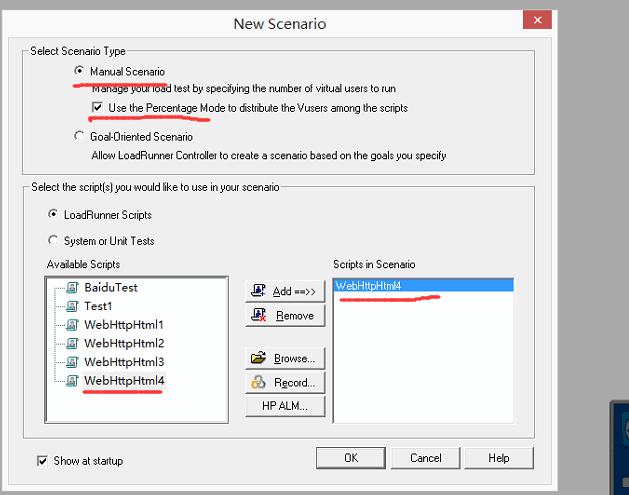 New Scenario
Select Scenario Type
Manual Scenario
Manage your load test by specifying the number of virtual users to run
Use the Percentage Mode to distribute the Vusers among the scripts
Goal-Oriented Scenario
Allow LoadRunner Controller to create a scenario based on the goals you specify
Select the script(s) you would like to use in your scenario
LoadRunner Scripts
System or Unit Tests
Available Scripts
Scripts in Scenario
BaiduTest
Test1
WebHttpHtml1
WebHttpHtml2
WebHttpHtml3
WebHttpHtml4
Add ==>>
Remove
Browse...
Record...
HP ALM...
WebHttpHtml4
Show at startup
OK
Cancel
Help